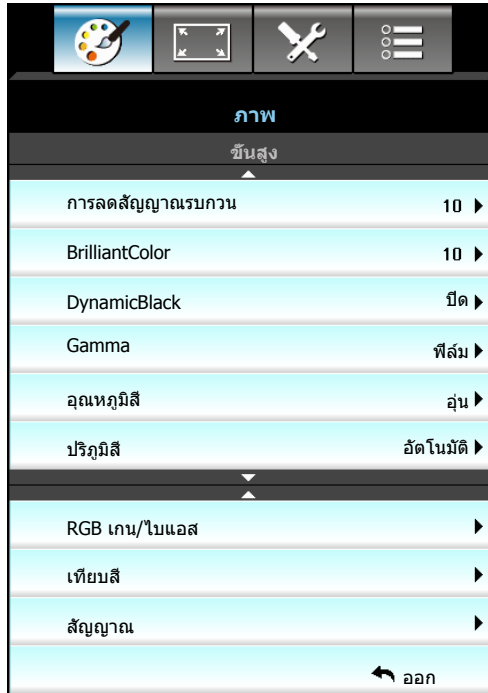 ภาพ
ขั้นสูง
การลดสัญญาณรบกวน 10
BrilliantColor 10
DynamicBlack ปิด
Gamma ฟิล์ม
อุณหภูมิสี อุ่น
ปริภูมิสี อัตโนมัติ
RGB เกน/ไบแอส
เทียบสี
สัญญาณ
ออก